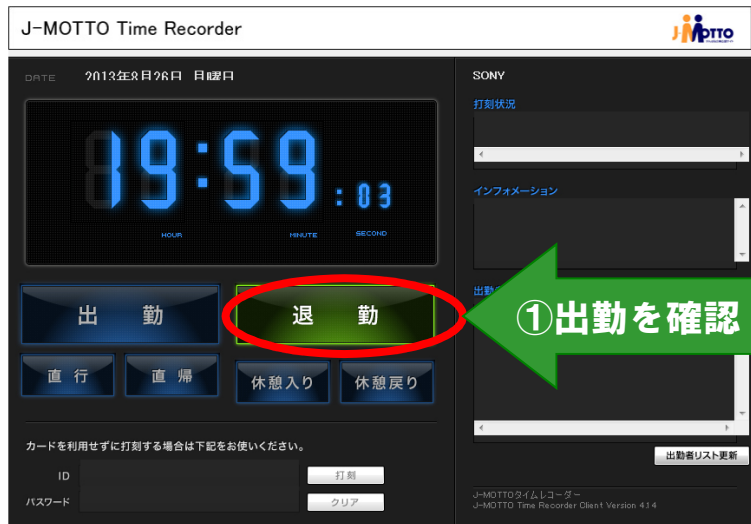 J-MOTTO Time Recorder
J-MOTTO
DATE 2013年8月26日 月曜日
SONY
打刻状況
19:59:03
HOUR MINUTE SECOND
インフォメーション
出勤
①出勤を確認
出 勤
退 勤
直 行
直 帰
休憩入り
休憩戻り
カードを利用せずに打刻する場合は下記をお使いください。
ID
打刻
パスワード
クリア
出勤者リスト更新
J-MOTTOタイムレコーダー
J-MOTTO Time Recorder Client Version 4.1.4